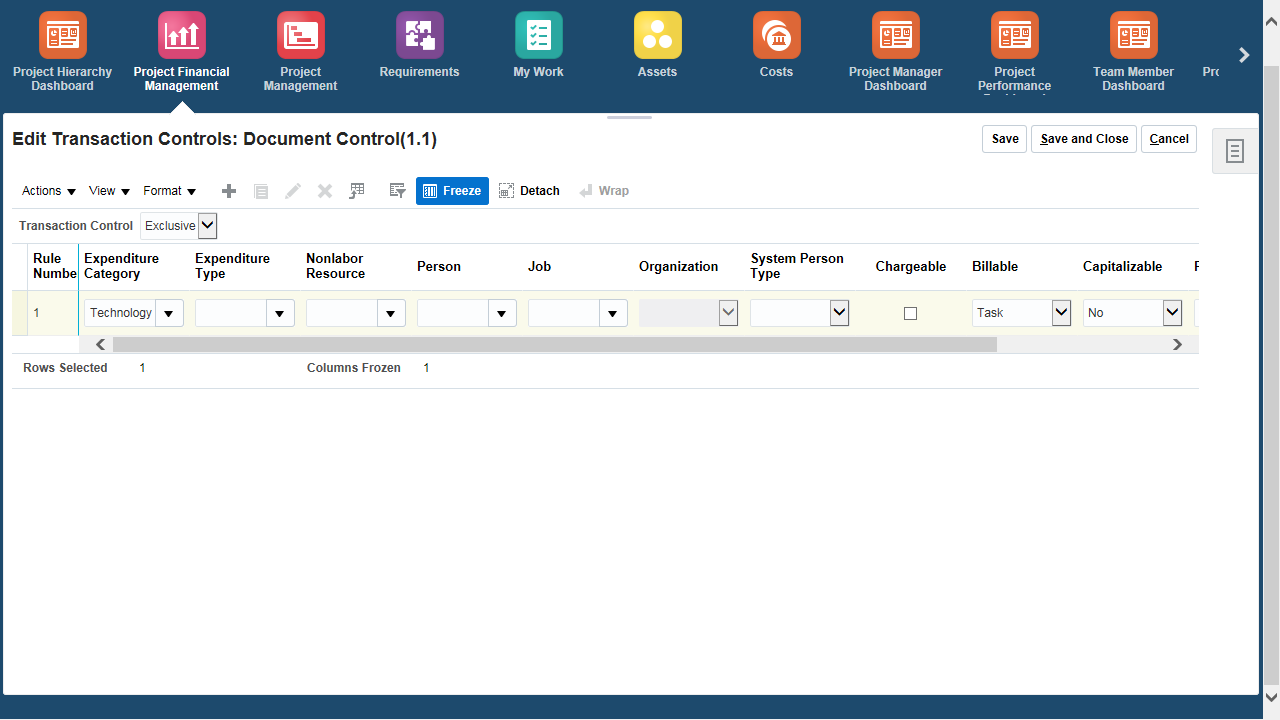 Project Hierarchy
Dashboard
Project Financial
Management
Project
Management
Requirements
My Work
Assets
Costs
Project Manager
Dashboard
Project
Performance
Team Member
Dashboard
Edit Transaction Controls: Document Control(1.1)
Save
Save and Close
Cancel
Actions
View
Format
Freeze
Detach
Wrap
Transaction Control
Exclusive
Rule
Numbe
Expenditure
Category
Expenditure
Type
Nonlabor
Resource
Person
Job
Organization
System Person
Type
Chargeable
Billable
Capitalizable
1
Technology
Task
No
Rows Selected 1
Columns Frozen 1